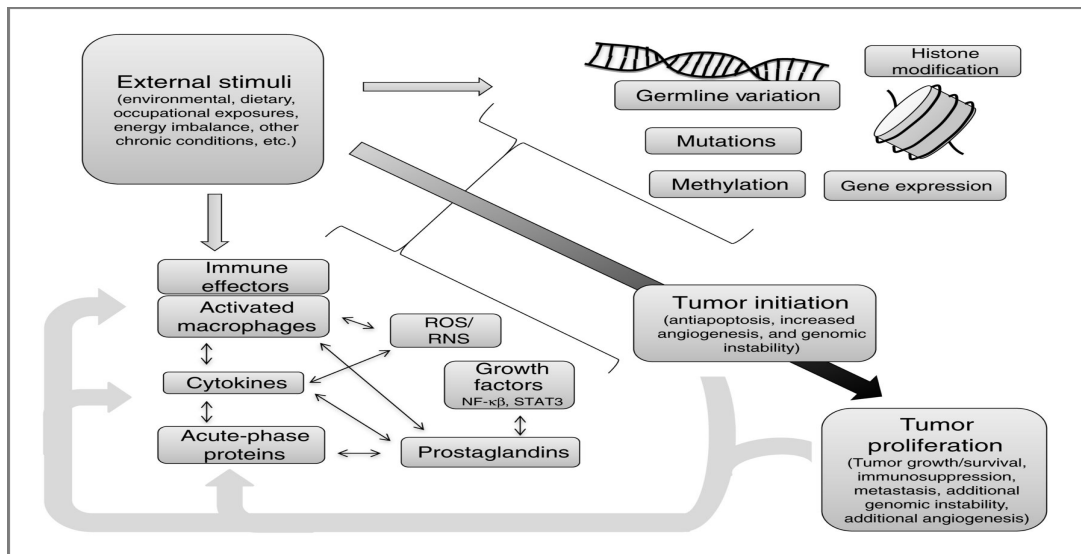 External stimuli
(environmental, dietary,
occupational exposures,
energy imbalance, other
chronic conditions, etc.)
Histone
modification
Germline variation
Mutations
Methylation
Gene expression
Immune
effectors
Activated
macrophages
ROS/
RNS
Cytokines
Growth
factors
NF-κβ, STAT3
Acute-phase
proteins
Prostaglandins
Tumor initiation
(antiapoptosis, increased
angiogenesis, and genomic
instability)
Tumor
proliferation
(Tumor growth/survival,
immunosuppression,
metastasis, additional
genomic instability,
additional angiogenesis)